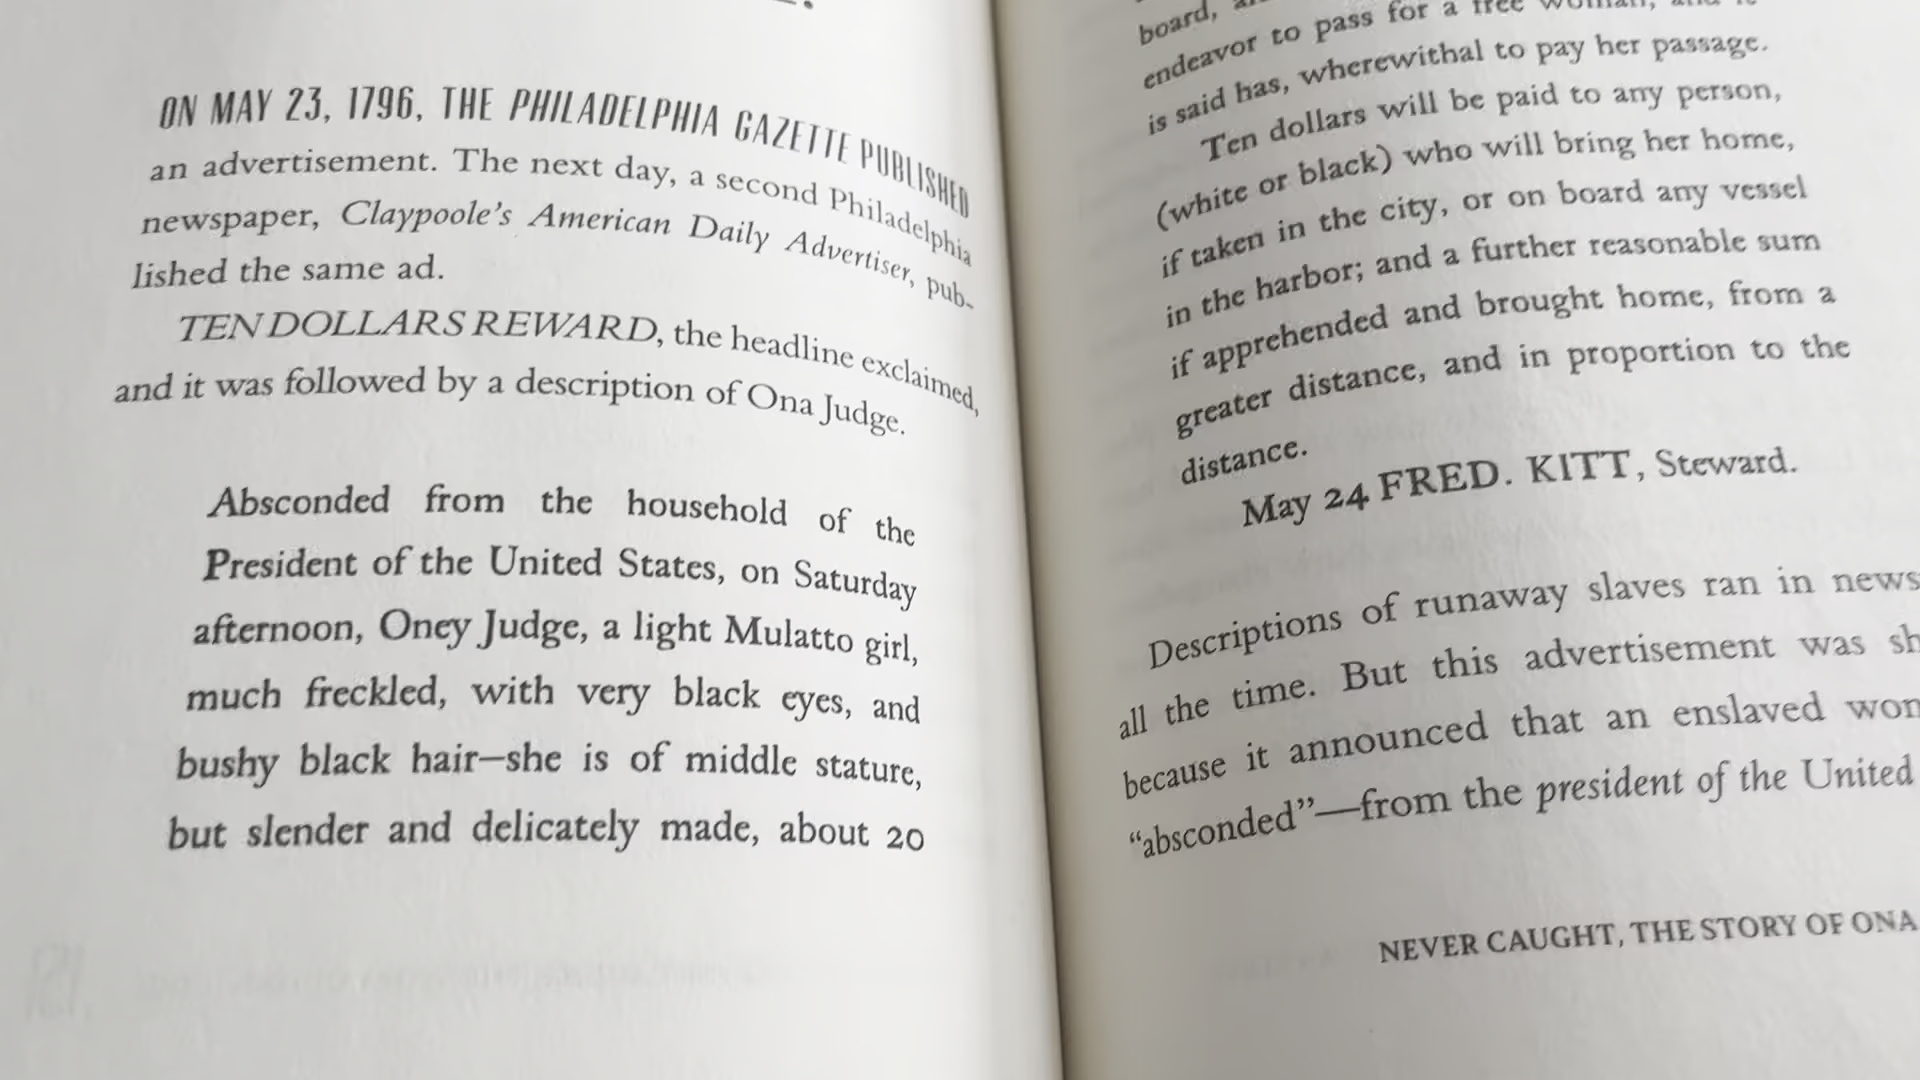 ON MAY 23, 1796, THE PHILADELPHIA GAZETTE PUBLISHED
an advertisement. The next day, a second Philadelphia
newspaper, Claypoole's American Daily Advertiser, pub-
lished the same ad.
TEN DOLLARS REWARD, the headline exclaimed,
and it was followed by a description of Ona Judge.
Absconded from the household of the
President of the United States, on Saturday
afternoon, Oney Judge, a light Mulatto girl,
much freckled, with very black eyes, and
bushy black hair—she is of middle stature,
but slender and delicately made, about 20
board,
endeavor to pass for a free woman,
is said has, wherewithal to pay her passage.
Ten dollars will be paid to any person,
(white or black) who will bring her home,
if taken in the city, or on board any vessel
in the harbor; and a further reasonable sum
if apprehended and brought home, from a
greater distance, and in proportion to the
distance.
May 24 FRED. KITT, Steward.
Descriptions of runaway slaves ran in news
all the time. But this advertisement was sh
because it announced that an enslaved wom
“absconded”—from the president of the United
NEVER CAUGHT, THE STORY OF ONA